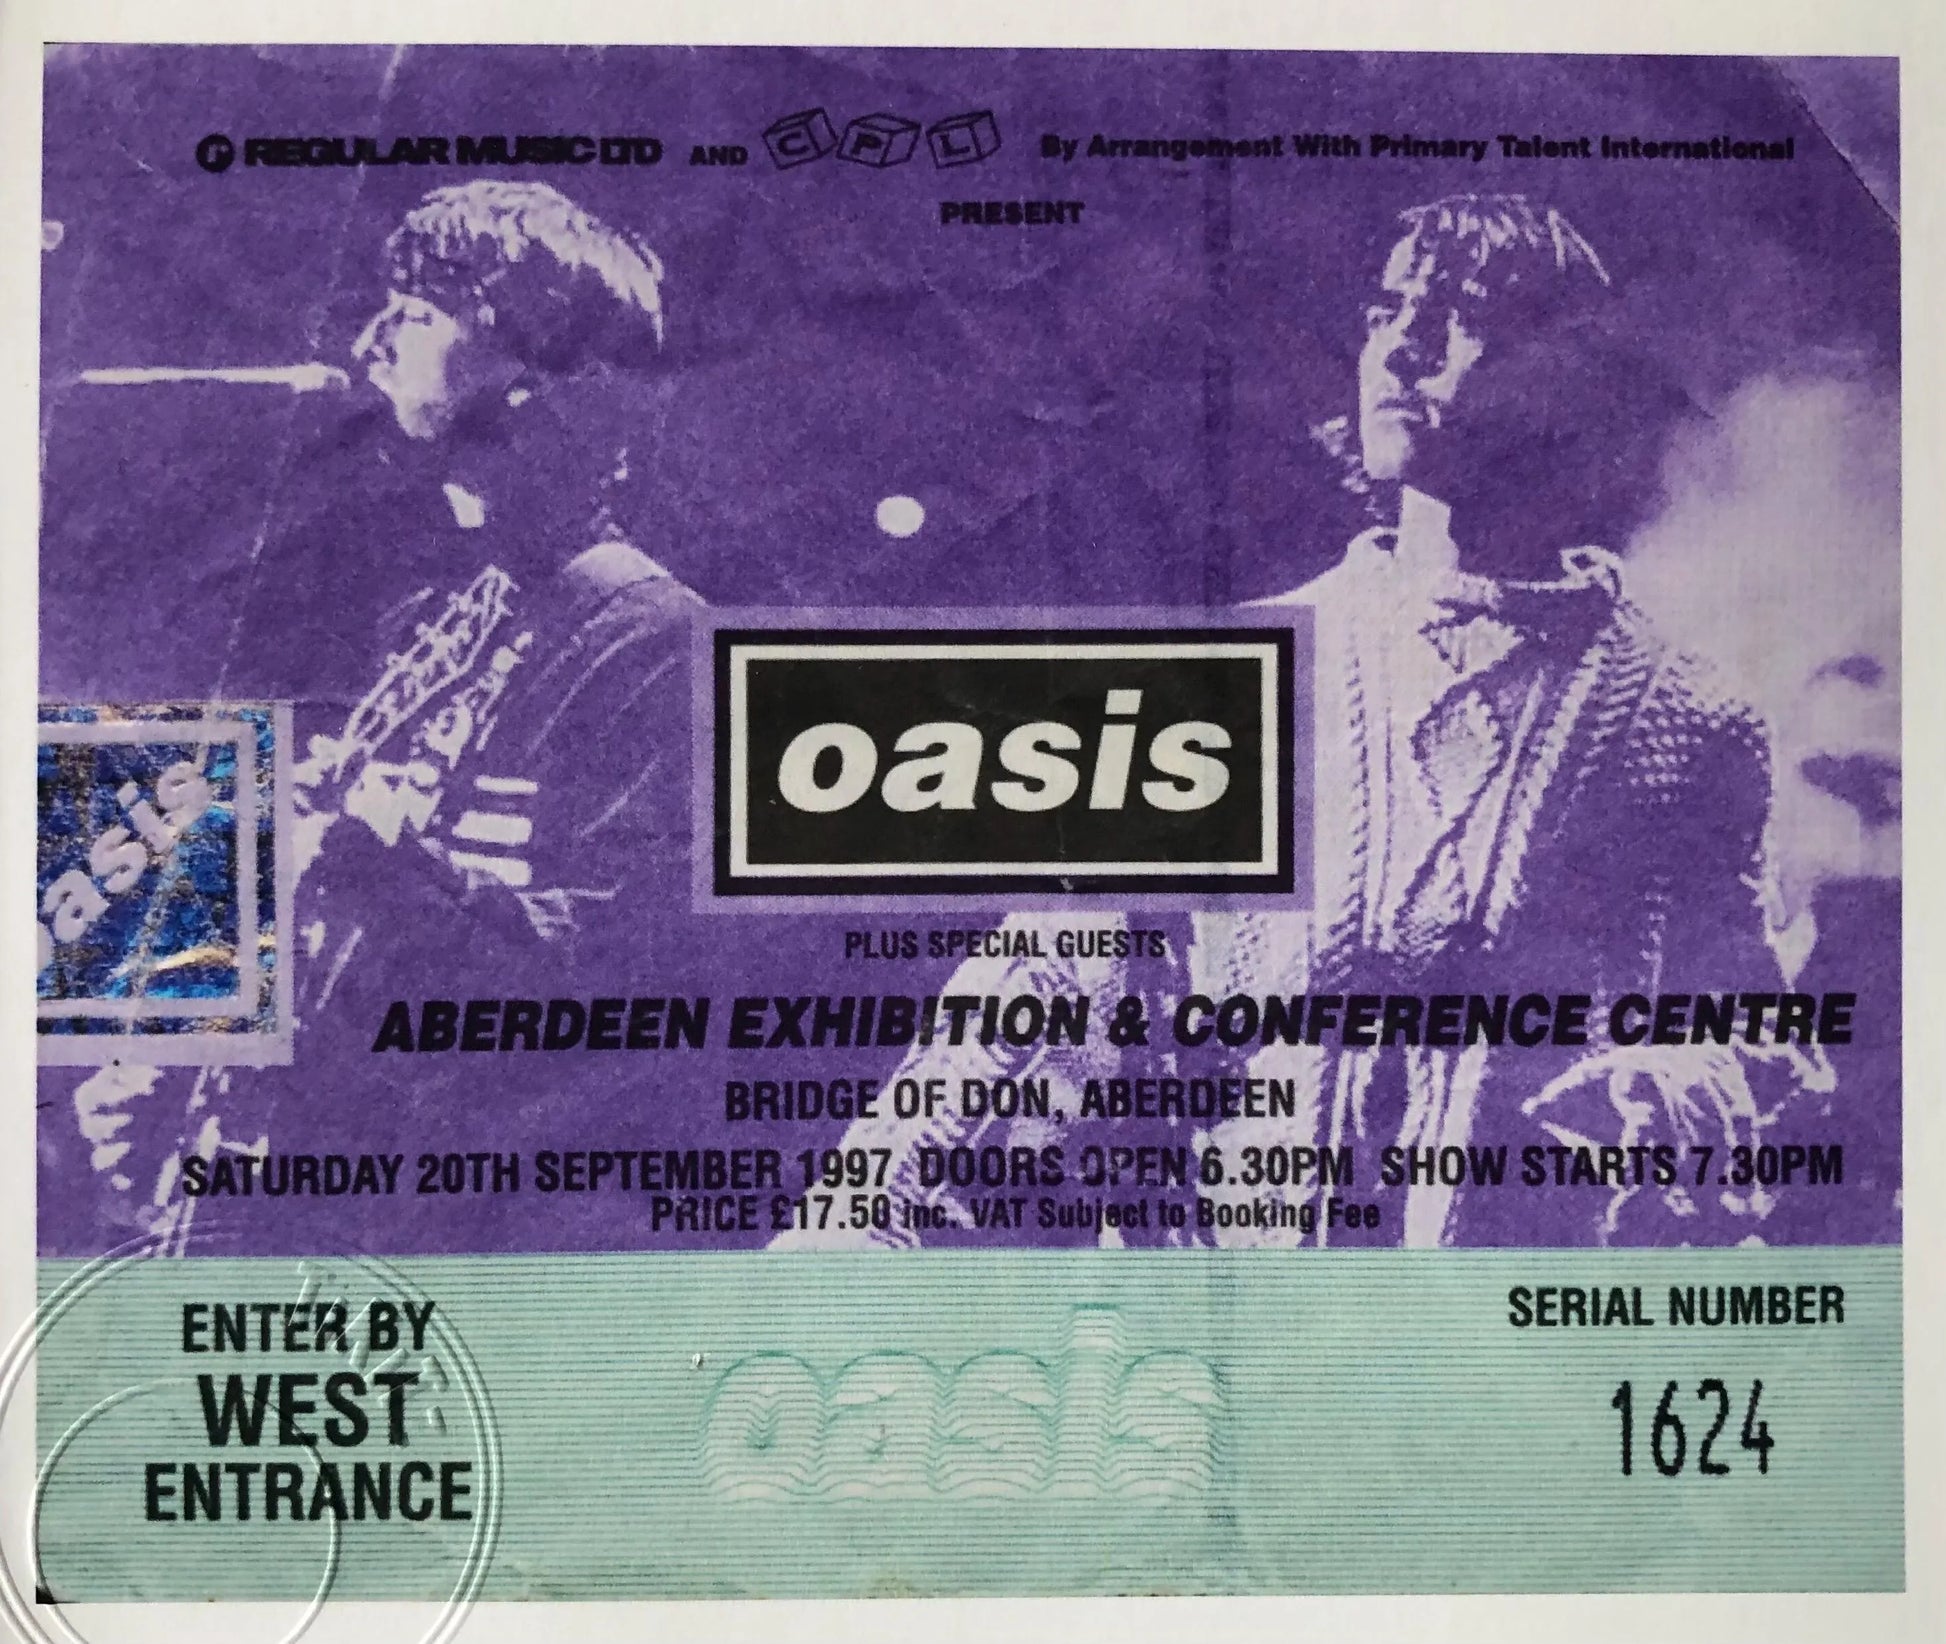 r REGULAR MUSIC LTD AND CPL By Arrangement With Primary Talent International
PRESENT
oasis
oasis
PLUS SPECIAL GUESTS
ABERDEEN EXHIBITION & CONFERENCE CENTRE
BRIDGE OF DON, ABERDEEN
SATURDAY 20TH SEPTEMBER 1997 DOORS OPEN 6.30PM SHOW STARTS 7.30PM
PRICE £17.50 inc. VAT Subject to Booking Fee
ENTER BY
WEST
ENTRANCE
oasis
SERIAL NUMBER
1624